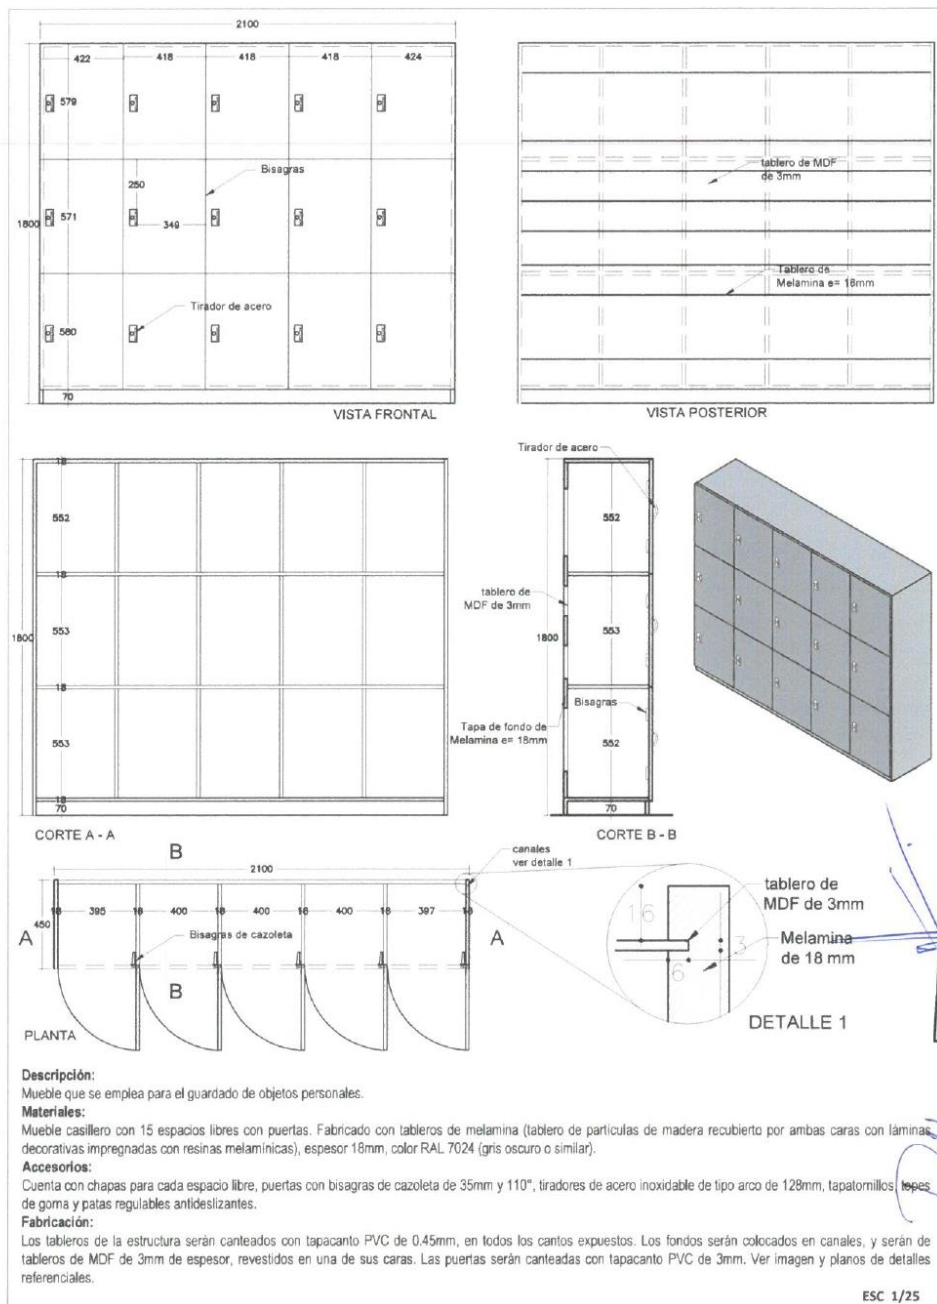 2100
422 418 418 418 424
579
Bisagras
250
1800
571
349
Tirador de acero
580
70
VISTA FRONTAL
tablero de MDF
de 3mm
Tablero de
Melamina e= 18mm
VISTA POSTERIOR
18
552
18
1800
553
18
553
18
70
CORTE A - A
Tirador de acero
552
tablero de
MDF de 3mm
1800
553
Bisagras
Tapa de fondo de
Melamina e= 18mm
552
70
CORTE B - B
B
2100
canales
ver detalle 1
450
18 395 18 400 18 400 18 400 18 397 18
A
Bisagras de cazoleta
A
B
PLANTA
16
tablero de
MDF de 3mm
3
Melamina
de 18 mm
6
DETALLE 1
Descripción:
Mueble que se emplea para el guardado de objetos personales.
Materiales:
Mueble casillero con 15 espacios libres con puertas. Fabricado con tableros de melamina (tablero de partículas de madera recubierto por ambas caras con láminas
decorativas impregnadas con resinas melamínicas), espesor 18mm, color RAL 7024 (gris oscuro o similar).
Accesorios:
Cuenta con chapas para cada espacio libre, puertas con bisagras de cazoleta de 35mm y 110°, tiradores de acero inoxidable de tipo arco de 128mm, tapatornillos, topes
de goma y patas regulables antideslizantes.
Fabricación:
Los tableros de la estructura serán canteados con tapacanto PVC de 0.45mm, en todos los cantos expuestos. Los fondos serán colocados en canales, y serán de
tableros de MDF de 3mm de espesor, revestidos en una de sus caras. Las puertas serán canteadas con tapacanto PVC de 3mm. Ver imagen y planos de detalles
referenciales.
ESC 1/25